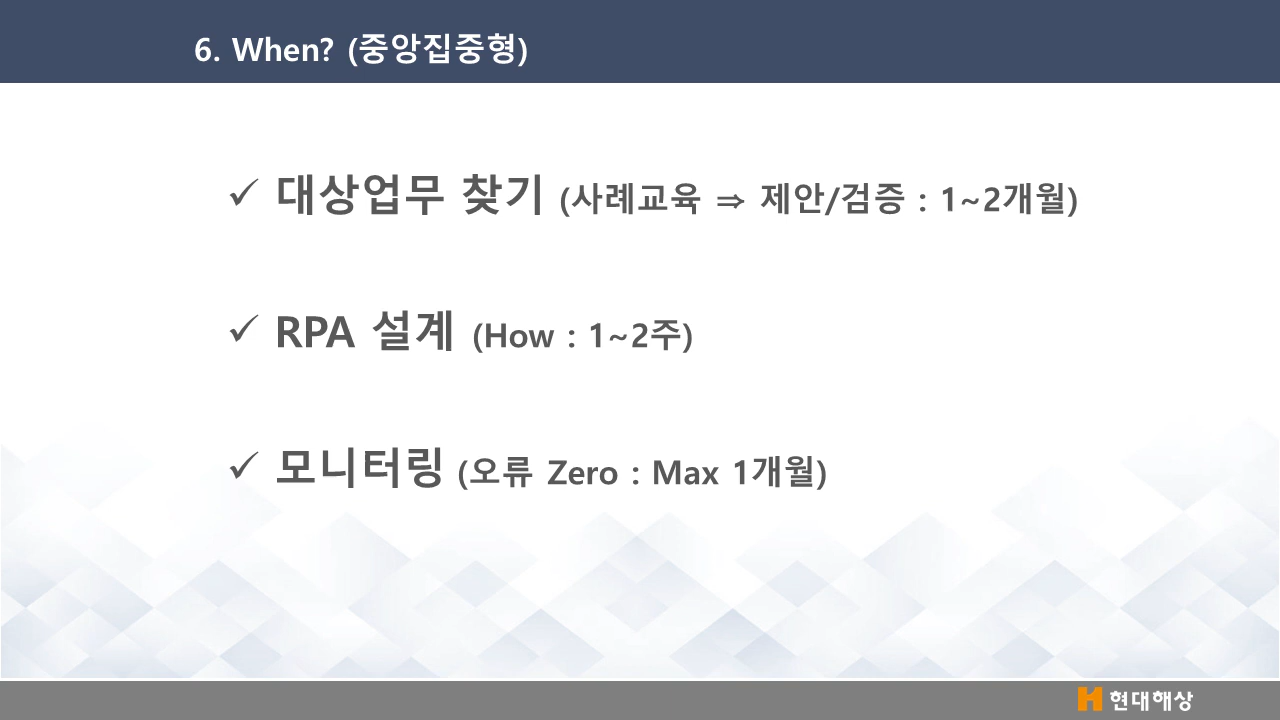 6. When? (중앙집중형)
✓ 대상업무 찾기 (사례교육 ⇒ 제안/검증 : 1~2개월)
✓ RPA 설계 (How : 1~2주)
✓ 모니터링 (오류 Zero : Max 1개월)
현대해상